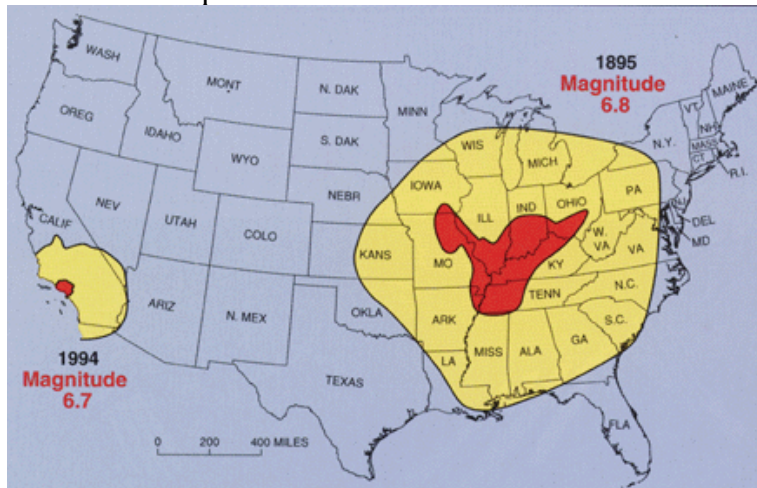 WASH
MONT
N. DAK
MINN
1895
Magnitude
6.8
MAINE
VT.
NH
OREG
IDAHO
S. DAK
WIS
MICH
N.Y.
MASS
CT
R.I.
WYO
IOWA
NEBR
PA
NJ
NEV
UTAH
COLO
ILL
IND
OHIO
DEL
MD
CALIF
KANS
MO
W.
VA
VA
KY
ARIZ
N. MEX
OKLA
ARK
TENN
N.C.
S.C.
1994
Magnitude
6.7
TEXAS
LA
MISS
ALA
GA
FLA
0 200 400 MILES